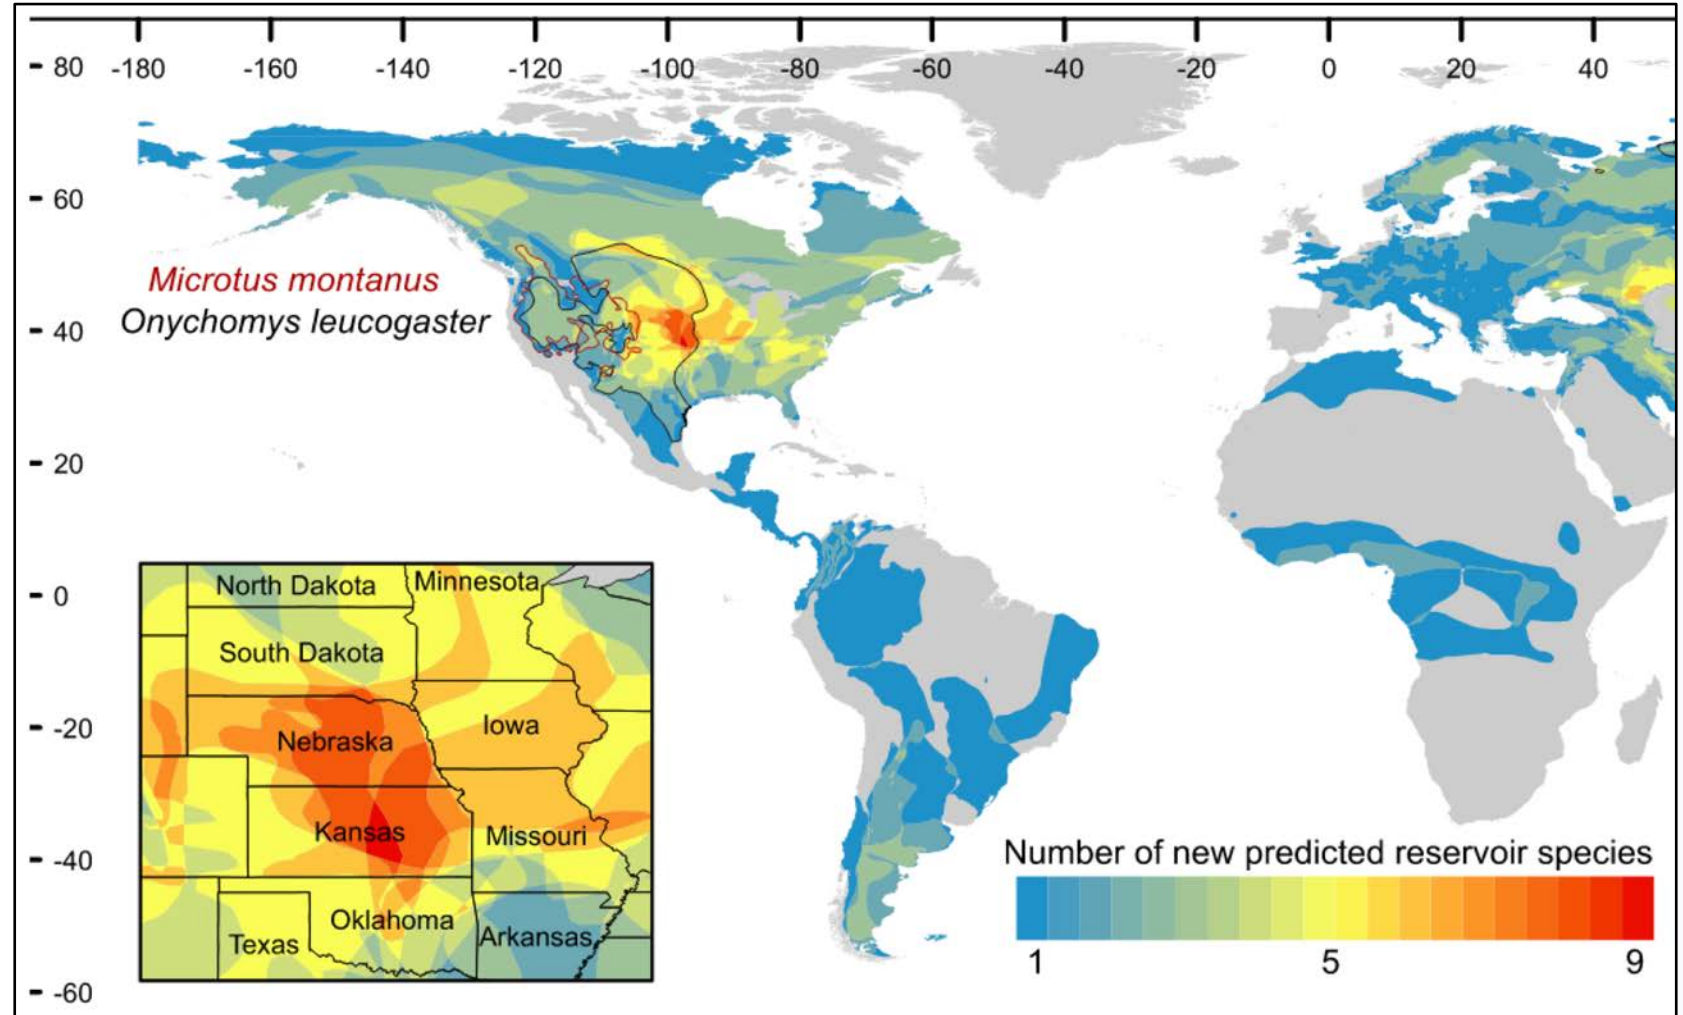 -180 -160 -140 -120 -100 -80 -60 -40 -20 0 20 40
80
60
40
20
0
-20
-40
-60
Microtus montanus
Onychomys leucogaster
North Dakota
Minnesota
South Dakota
Iowa
Nebraska
Kansas
Missouri
Oklahoma
Texas
Arkansas
Number of new predicted reservoir species
1 5 9